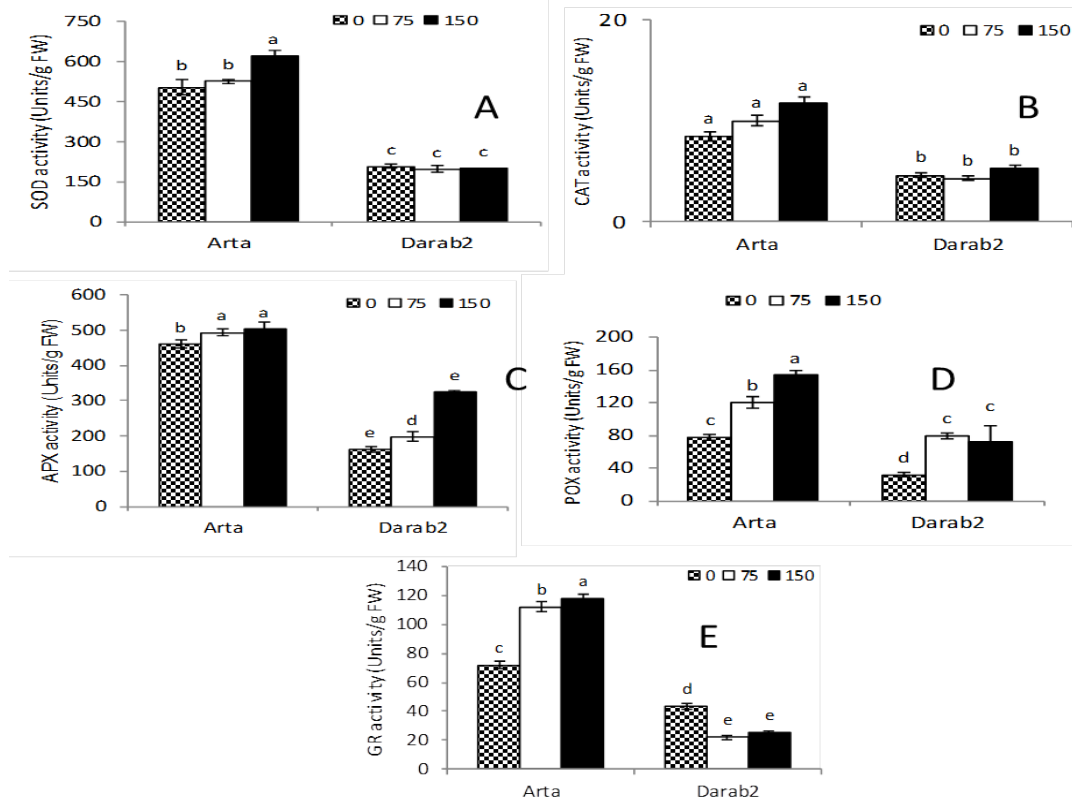 SOD activity (Units/g FW)
750
600
450
300
150
0
0 75 150
b b a
c c c
A
Arta Darab2
CAT activity (Units/g FW)
20
0
0 75 150
a a a
b b b
B
Arta Darab2
APX activity (Units/g FW)
600
500
400
300
200
100
0
0 75 150
b a a
e d e
C
Arta Darab2
POX activity (Units/g FW)
200
160
120
80
40
0
0 75 150
c b a
d c c
D
Arta Darab2
GR activity (Units/g FW)
140
120
100
80
60
40
20
0
0 75 150
c b a
d e e
E
Arta Darab2